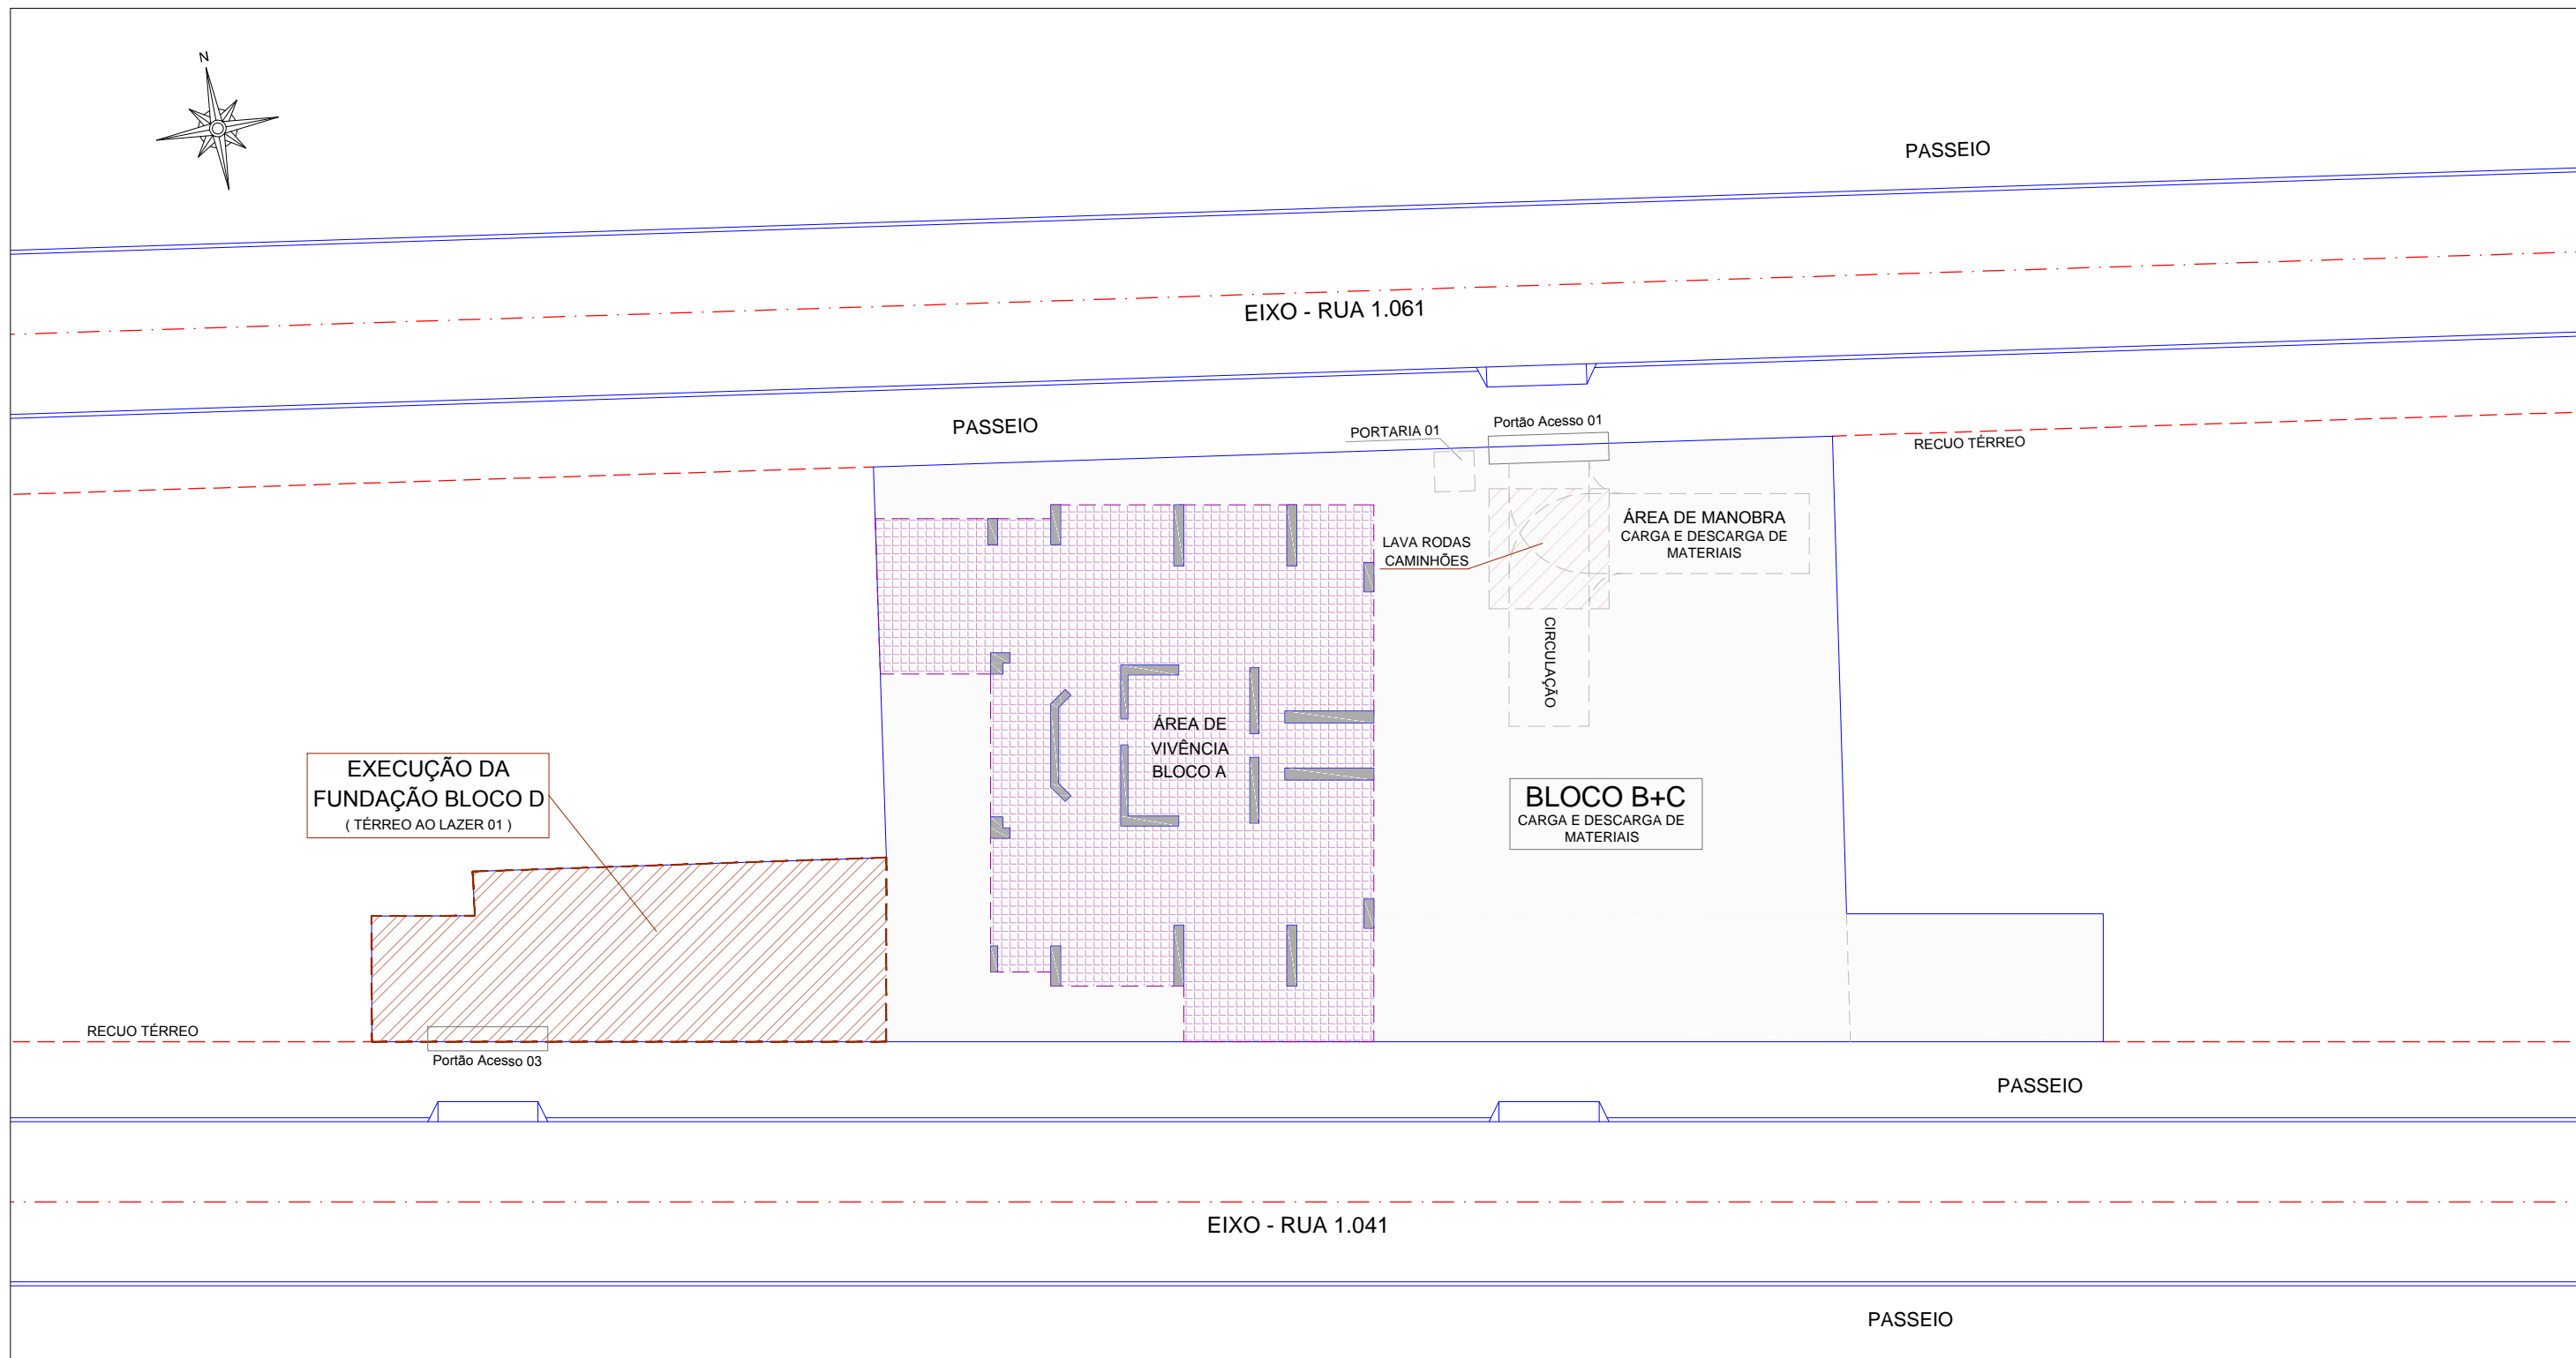 N
PASSEIO
EIXO - RUA 1.061
PASSEIO
PORTARIA 01
Portão Acesso 01
RECUO TÉRREO
LAVA RODAS
CAMINHÕES
ÁREA DE MANOBRA
CARGA E DESCARGA DE
MATERIAIS
CIRCULAÇÃO
ÁREA DE
VIVÊNCIA
BLOCO A
EXECUÇÃO DA
FUNDAÇÃO BLOCO D
( TÉRREO AO LAZER 01 )
BLOCO B+C
CARGA E DESCARGA DE
MATERIAIS
RECUO TÉRREO
Portão Acesso 03
PASSEIO
EIXO - RUA 1.041
PASSEIO